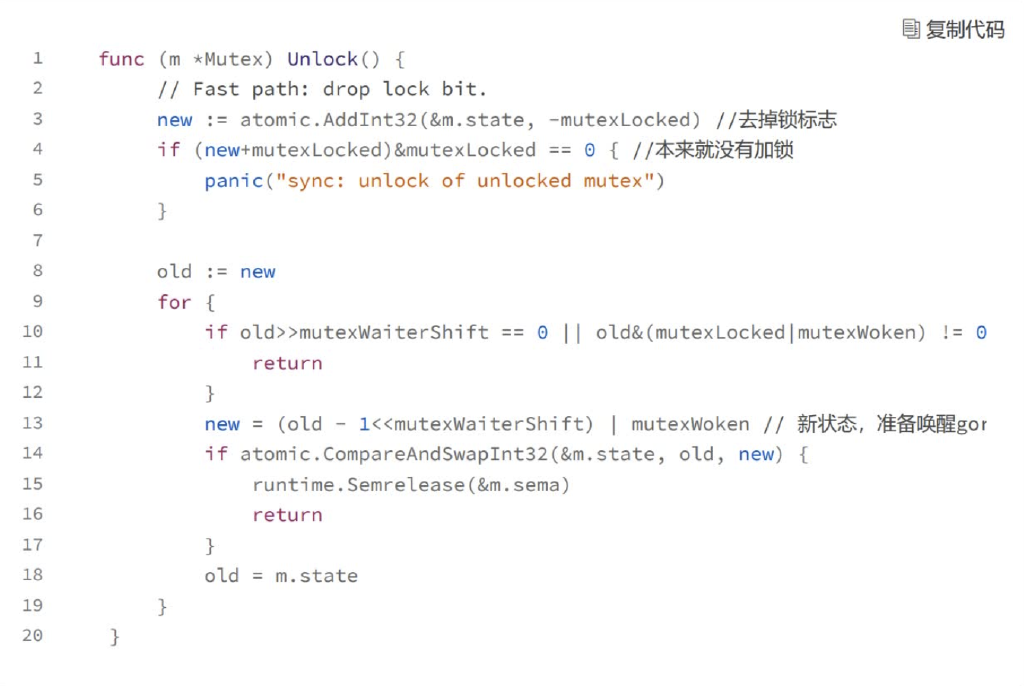 复制代码
1 func (m *Mutex) Unlock() {
2 // Fast path: drop lock bit.
3 new := atomic.AddInt32(&m.state, -mutexLocked) //去掉锁标志
4 if (new+mutexLocked)&mutexLocked == 0 { //本来就没有加锁
5 panic("sync: unlock of unlocked mutex")
6 }
7
8 old := new
9 for {
10 if old>>mutexWaiterShift == 0 || old&(mutexLocked|mutexWoken) != 0
11 return
12 }
13 new = (old - 1<<mutexWaiterShift) | mutexWoken // 新状态，准备唤醒gor
14 if atomic.CompareAndSwapInt32(&m.state, old, new) {
15 runtime.Semrelease(&m.sema)
16 return
17 }
18 old = m.state
19 }
20 }